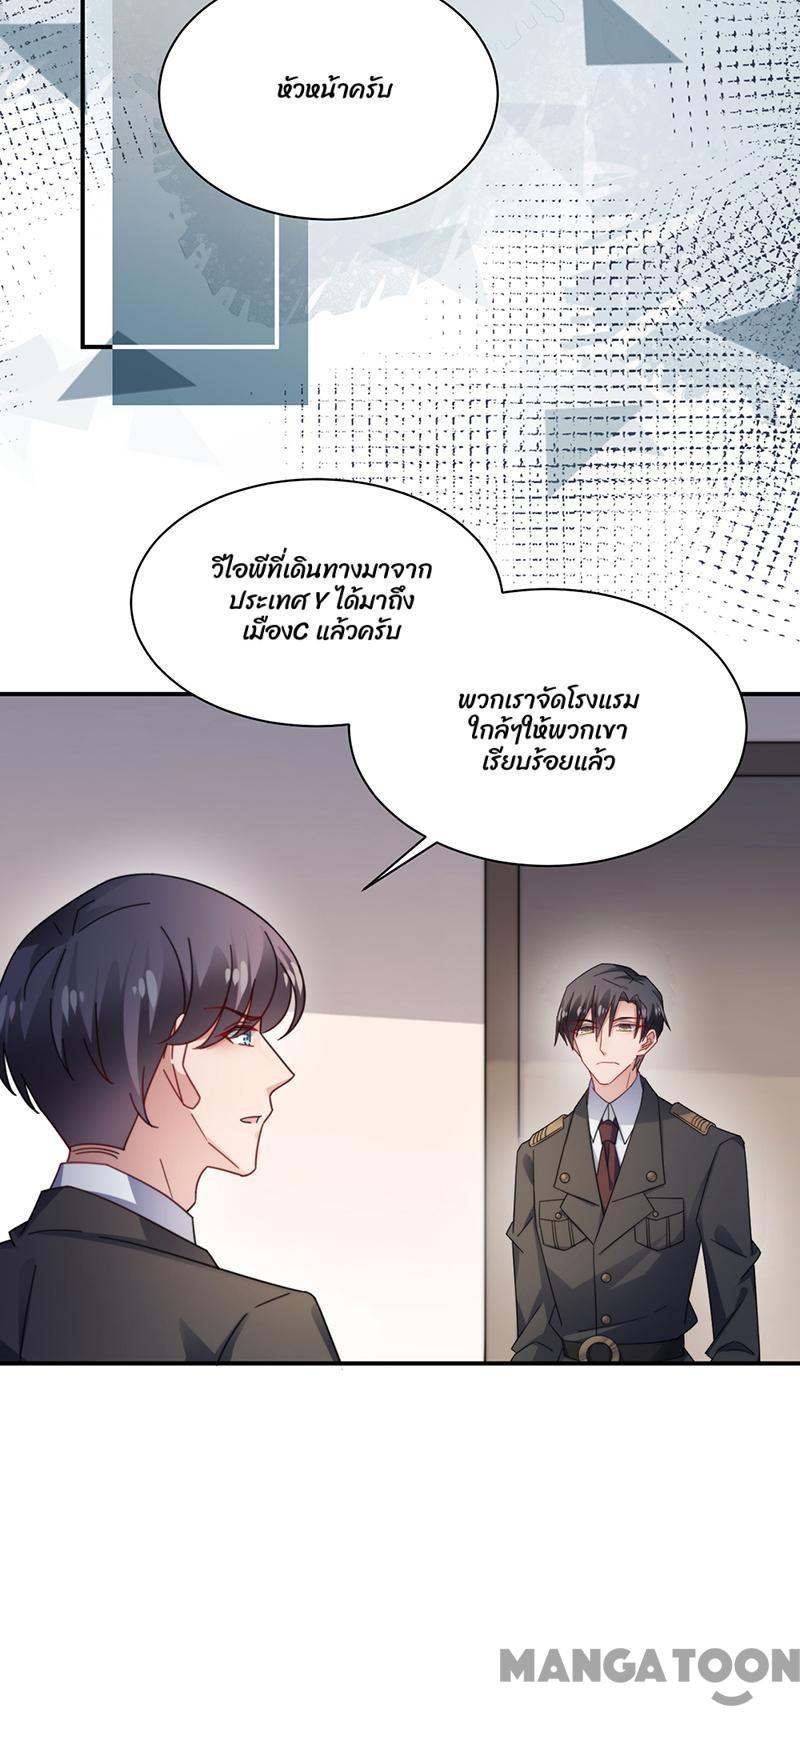 หัวหน้าครับ
วีไอพีที่เดินทางมาจาก
ประเทศ Y ได้มาถึง
เมืองC แล้วครับ
พวกเราจัดโรงแรม
ใกล้ๆให้พวกเขา
เรียบร้อยแล้ว
MANGATOON